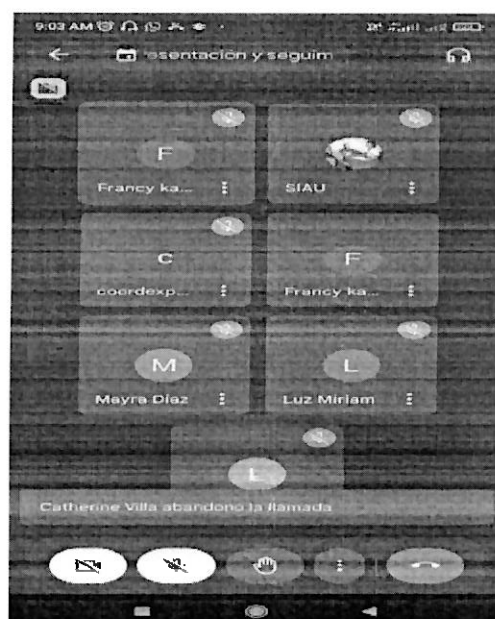 9:03 AM
esentación y seguim
F
Francy ka...
SIAU
C
coordexp...
F
Francy ka...
M
Mayra Díaz
L
Luz Miriam
L
Catherine Villa abandonó la llamada